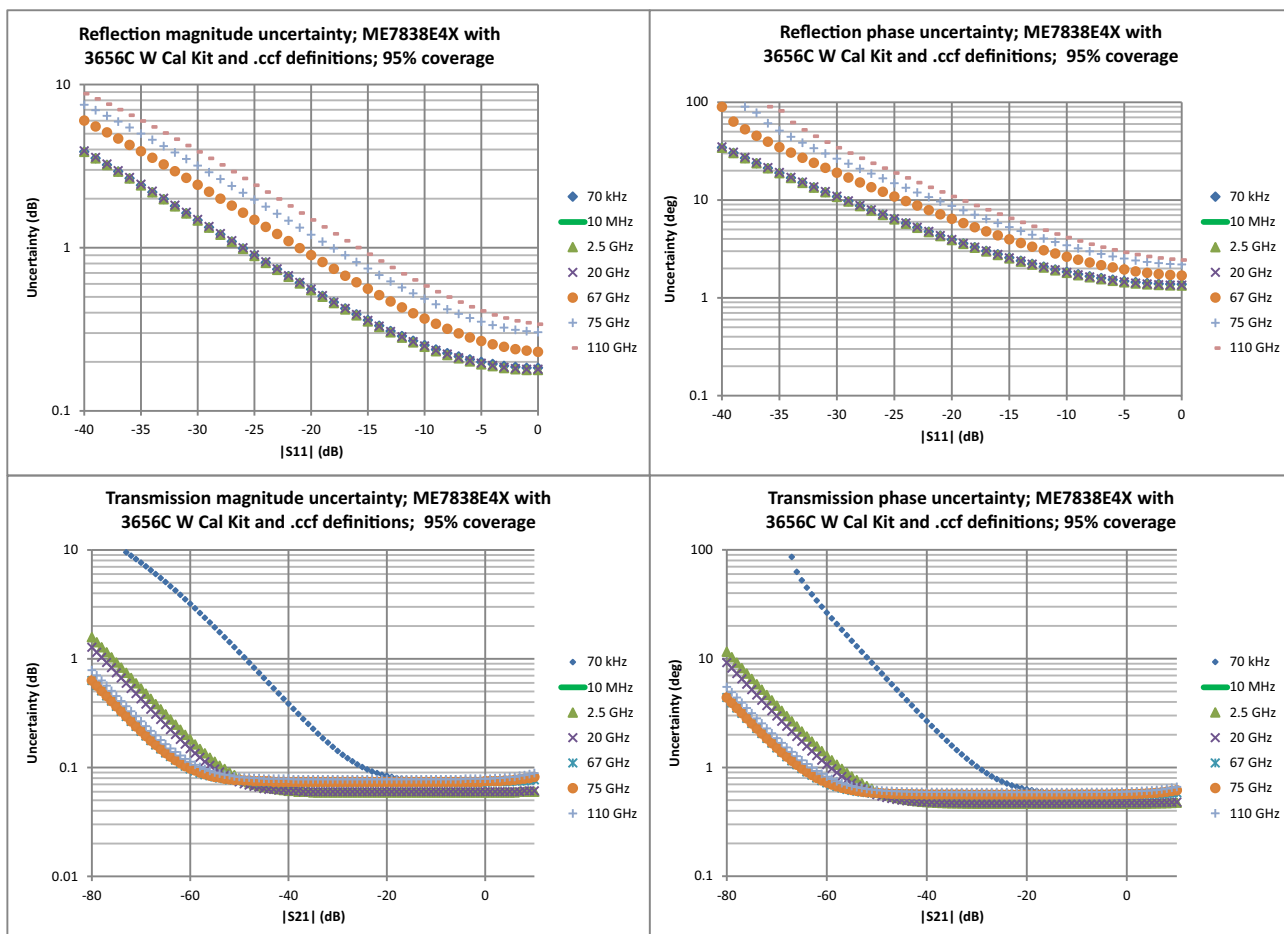 Reflection magnitude uncertainty; ME7838E4X with
3656C W Cal Kit and .ccf definitions; 95% coverage
10
1
0.1
Uncertainty (dB)
-40 -35 -30 -25 -20 -15 -10 -5 0
|S11| (dB)
70 kHz
10 MHz
2.5 GHz
20 GHz
67 GHz
75 GHz
110 GHz
Reflection phase uncertainty; ME7838E4X with
3656C W Cal Kit and .ccf definitions; 95% coverage
100
10
1
0.1
Uncertainty (deg)
-40 -35 -30 -25 -20 -15 -10 -5 0
|S11| (dB)
70 kHz
10 MHz
2.5 GHz
20 GHz
67 GHz
75 GHz
110 GHz
Transmission magnitude uncertainty; ME7838E4X with
3656C W Cal Kit and .ccf definitions; 95% coverage
10
1
0.1
0.01
Uncertainty (dB)
-80 -60 -40 -20 0
|S21| (dB)
70 kHz
10 MHz
2.5 GHz
20 GHz
67 GHz
75 GHz
110 GHz
Transmission phase uncertainty; ME7838E4X with
3656C W Cal Kit and .ccf definitions; 95% coverage
100
10
1
0.1
Uncertainty (deg)
-80 -60 -40 -20 0
|S21| (dB)
70 kHz
10 MHz
2.5 GHz
20 GHz
67 GHz
75 GHz
110 GHz